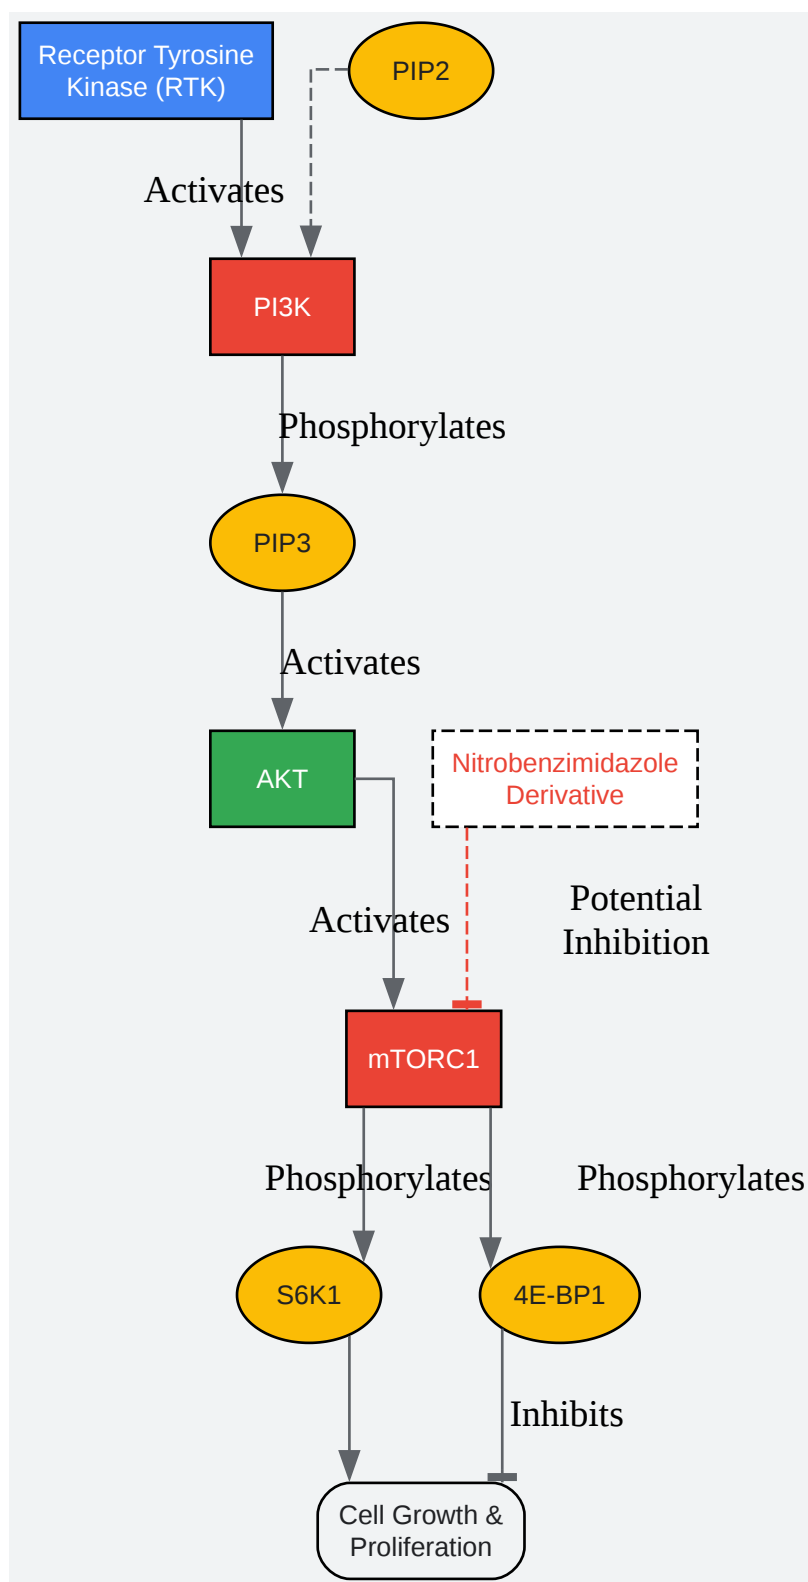 Receptor Tyrosine
Kinase (RTK)
PIP2
Activates
PI3K
Phosphorylates
PIP3
Activates
AKT
Nitrobenzimidazole
Derivative
Activates
Potential
Inhibition
mTORC1
Phosphorylates
Phosphorylates
S6K1
4E-BP1
Inhibits
Cell Growth &
Proliferation